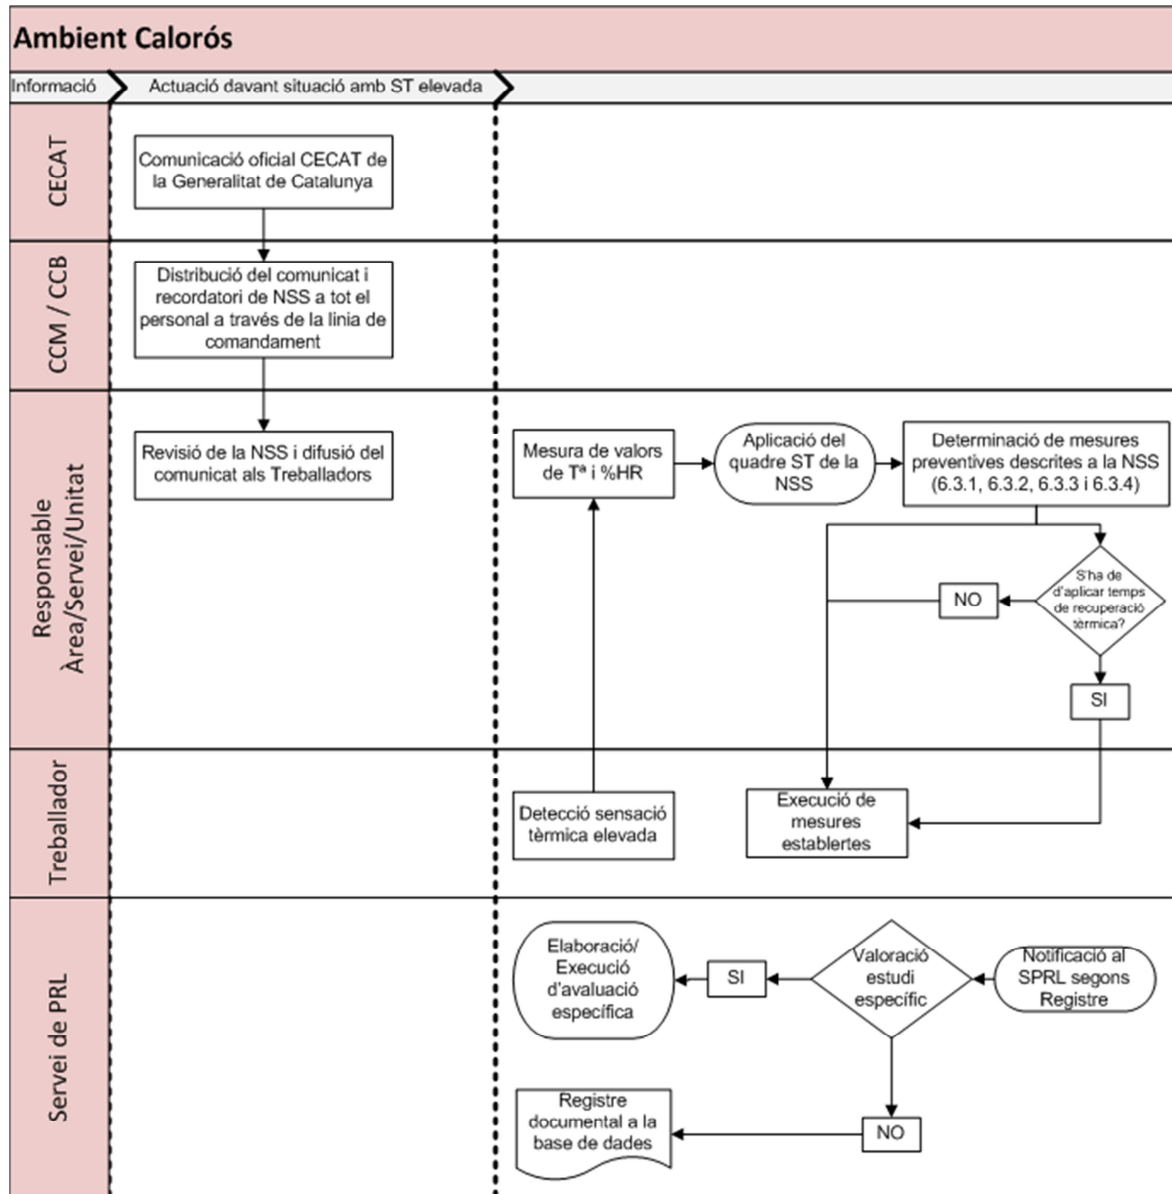 Ambient Calorós
Informació
Actuació davant situació amb ST elevada
CECAT
Comunicació oficial CECAT de
la Generalitat de Catalunya
CCM / CCB
Distribució del comunicat i
recordatori de NSS a tot el
personal a través de la linia de
comandament
Responsable
Àrea/Servei/Unitat
Revisió de la NSS i difusió del
comunicat als Treballadors
Mesura de valors
de Tª i %HR
Aplicació del
quadre ST de la
NSS
Determinació de mesures
preventives descrites a la NSS
(6.3.1, 6.3.2, 6.3.3 i 6.3.4)
S'ha de
d'aplicar temps
de recuperació
tèrmica?
NO
SI
Treballador
Detecció sensació
tèrmica elevada
Execució de
mesures
establertes
Servei de PRL
Elaboració/
Execució
d'avaluació
específica
SI
Valoració
estudi
específic
Notificació al
SPRL segons
Registre
Registre
documental a la
base de dades
NO